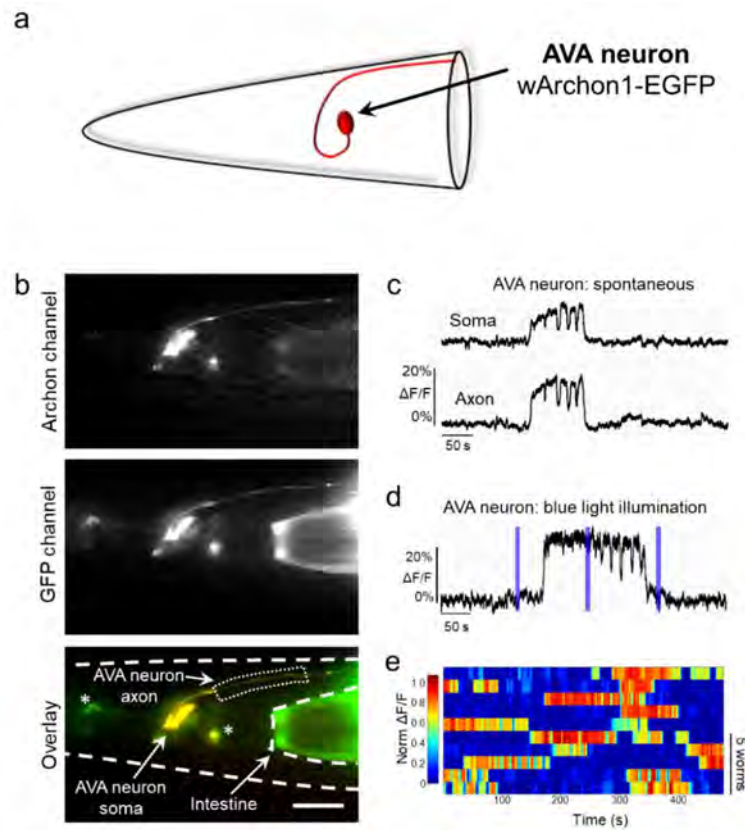 a
AVA neuron
wArchon1-EGFP
b
Archon channel
GFP channel
Overlay
AVA neuron
axon
*
*
AVA neuron
soma
Intestine
c
AVA neuron: spontaneous
Soma
20%
ΔF/F
0%
Axon
50 s
d
AVA neuron: blue light illumination
20%
ΔF/F
0%
50 s
e
Norm ΔF/F
1.0
0.8
0.6
0.4
0.2
0
100
200
300
400
Time (s)
5 worms